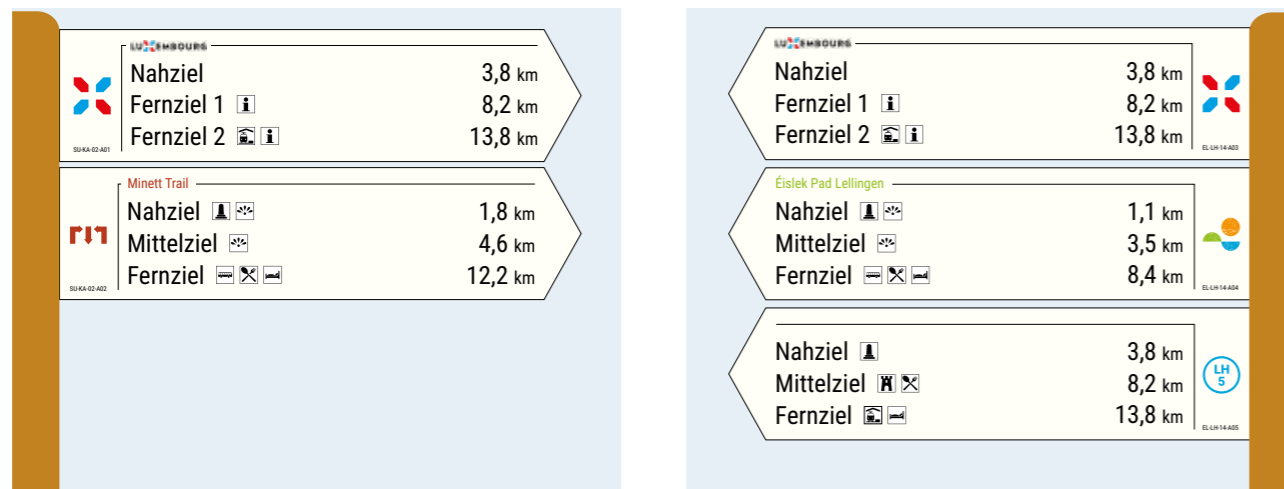 LUXEMBOURG
Nahziel 3,8 km
Fernziel 1 8,2 km
Fernziel 2 13,8 km
SU-KA-02-A01
Minett Trail
Nahziel 1,8 km
Mittelziel 4,6 km
Fernziel 12,2 km
SU-KA-02-A02
LUXEMBOURG
Nahziel 3,8 km
Fernziel 1 8,2 km
Fernziel 2 13,8 km
EL-LH-14-A03
Éislek Pad Lellingen
Nahziel 1,1 km
Mittelziel 3,5 km
Fernziel 8,4 km
EL-LH-14-A04
Nahziel 3,8 km
Mittelziel 8,2 km
Fernziel 13,8 km
LH
5
EL-LH-14-A05